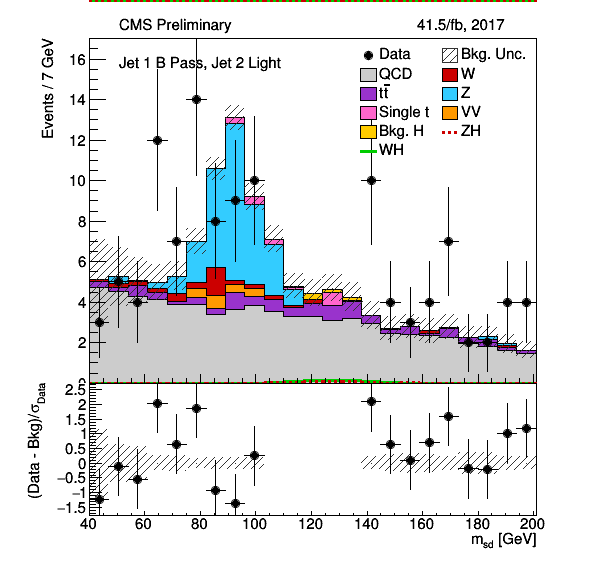 CMS Preliminary 41.5/fb, 2017
Events / 7 GeV
Jet 1 B Pass, Jet 2 Light
Data
Bkg. Unc.
QCD
W
tt̅
Z
Single t
VV
Bkg. H
ZH
WH
16
14
12
10
8
6
4
2
0
(Data - Bkg)/σData
2.5
2
1.5
1
0.5
0
−0.5
−1
−1.5
40 60 80 100 120 140 160 180 200
msd [GeV]